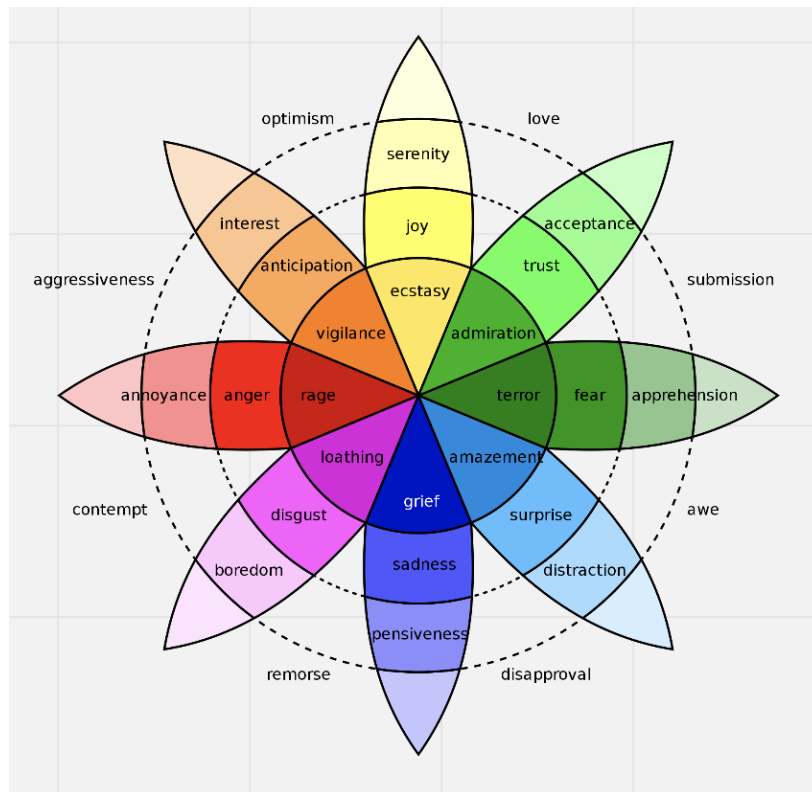 optimism
love
serenity
interest
acceptance
joy
anticipation
trust
aggressiveness
submission
ecstasy
vigilance
admiration
annoyance
anger
rage
terror
fear
apprehension
loathing
amazement
grief
contempt
awe
disgust
surprise
sadness
boredom
distraction
pensiveness
remorse
disapproval